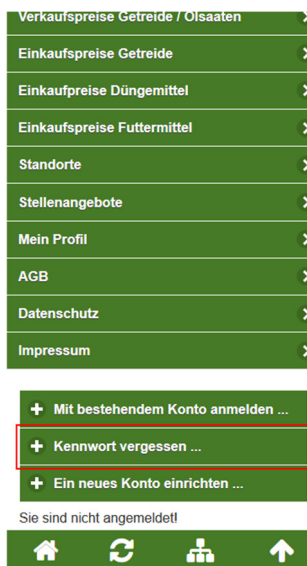 Verkaufspreise Getreide / Ölsaaten
Einkaufspreise Getreide
Einkaufpreise Düngemittel
Einkaufspreise Futtermittel
Standorte
Stellenangebote
Mein Profil
AGB
Datenschutz
Impressum
Mit bestehendem Konto anmelden ...
Kennwort vergessen ...
Ein neues Konto einrichten ...
Sie sind nicht angemeldet!